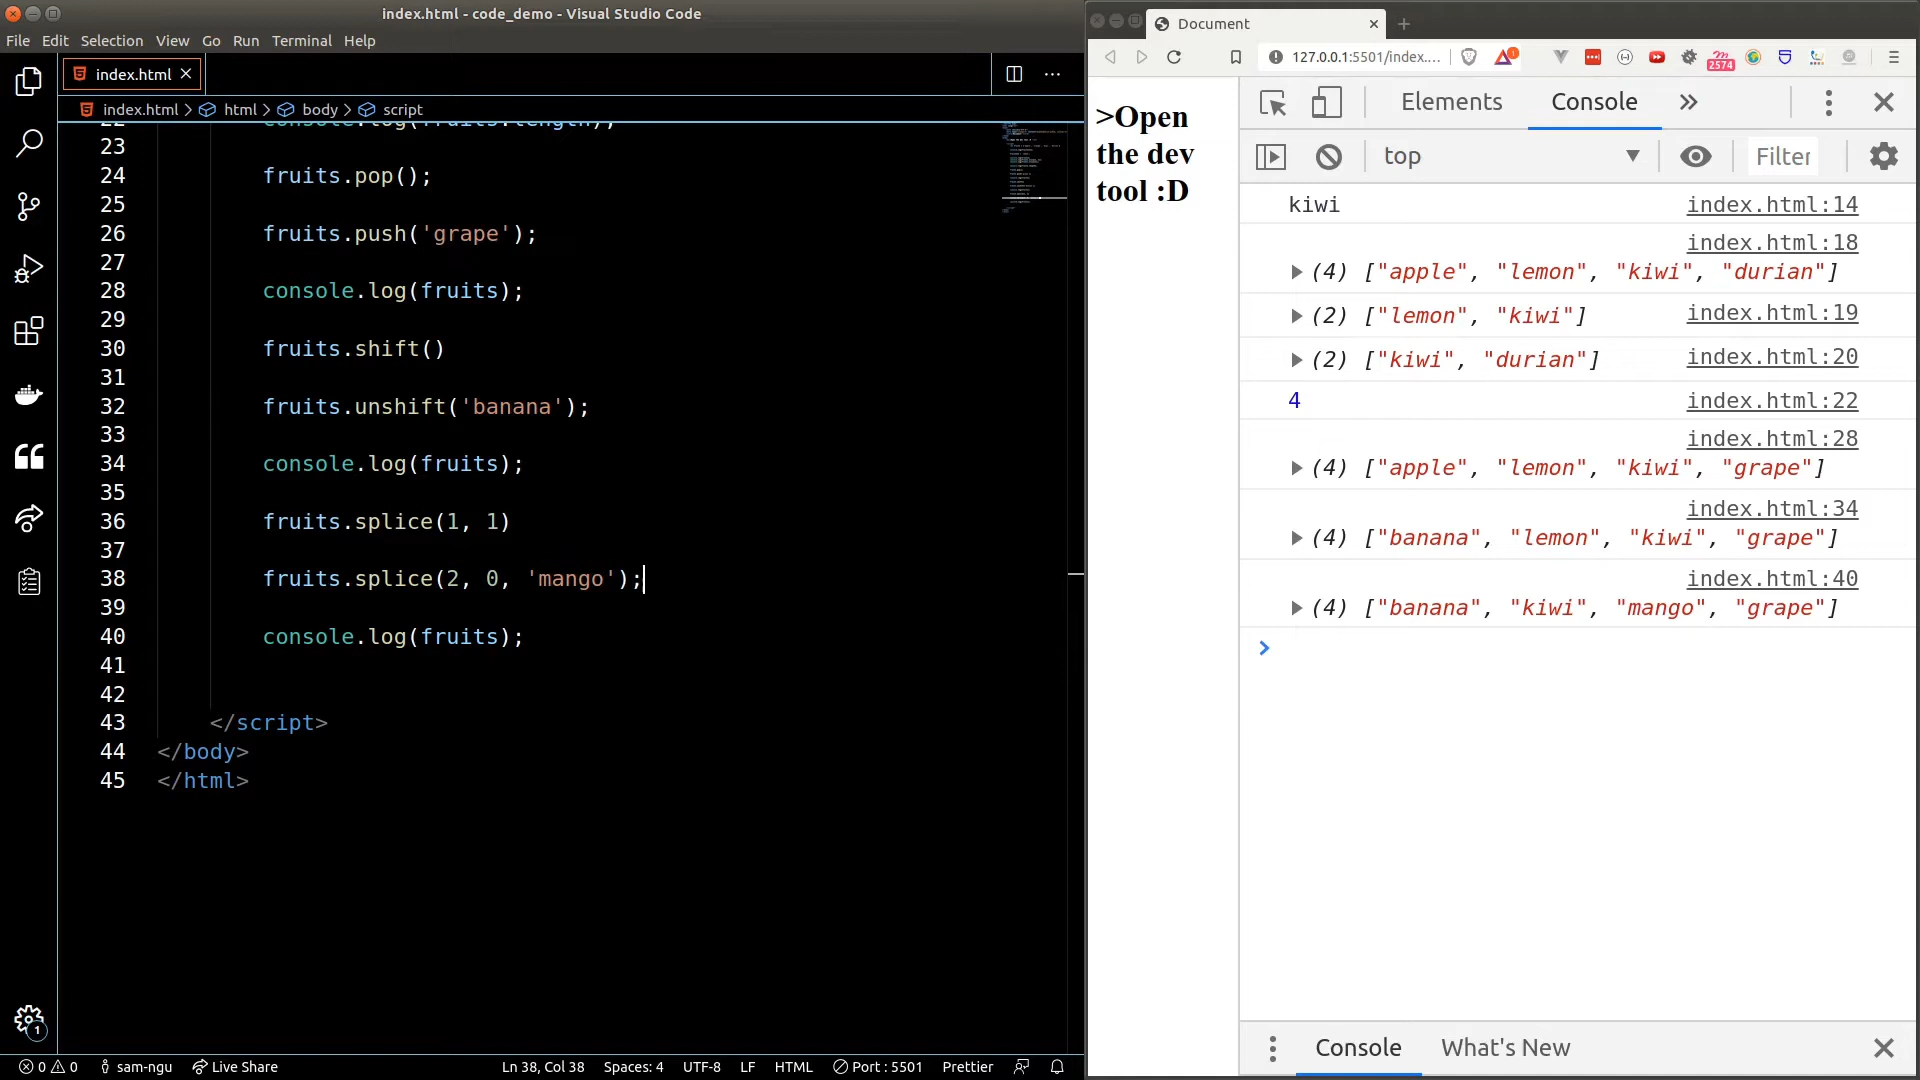 index.html - code_demo - Visual Studio Code
File Edit Selection View Go Run Terminal Help
index.html
index.html > html > body > script
22 console.log(fruits.length);
23
24 fruits.pop();
25
26 fruits.push('grape');
27
28 console.log(fruits);
29
30 fruits.shift()
31
32 fruits.unshift('banana');
33
34 console.log(fruits);
35
36 fruits.splice(1, 1)
37
38 fruits.splice(2, 0, 'mango');
39
40 console.log(fruits);
41
42
43 </script>
44 </body>
45 </html>
1
0 0 sam-ngu Live Share Ln 38, Col 38 Spaces: 4 UTF-8 LF HTML Port : 5501 Prettier
Document
127.0.0.1:5501/index.... 1 2574
>Open
the dev
tool :D
Elements Console
top Filter
kiwi index.html:14
index.html:18
(4) ["apple", "lemon", "kiwi", "durian"]
(2) ["lemon", "kiwi"] index.html:19
(2) ["kiwi", "durian"] index.html:20
4 index.html:22
index.html:28
(4) ["apple", "lemon", "kiwi", "grape"]
index.html:34
(4) ["banana", "lemon", "kiwi", "grape"]
index.html:40
(4) ["banana", "kiwi", "mango", "grape"]
Console What's New